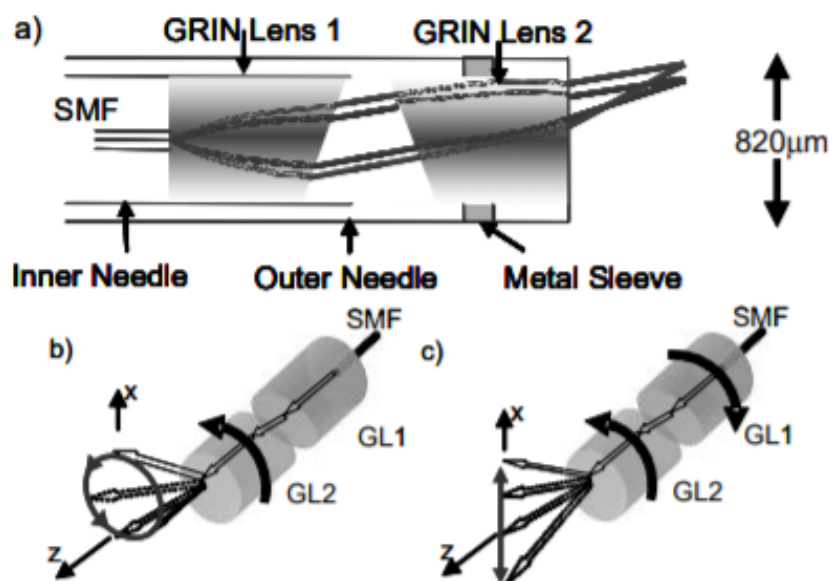 a)
GRIN Lens 1
GRIN Lens 2
SMF
820μm
Inner Needle
Outer Needle
Metal Sleeve
b)
SMF
x
GL1
GL2
z
c)
SMF
x
GL1
GL2
z